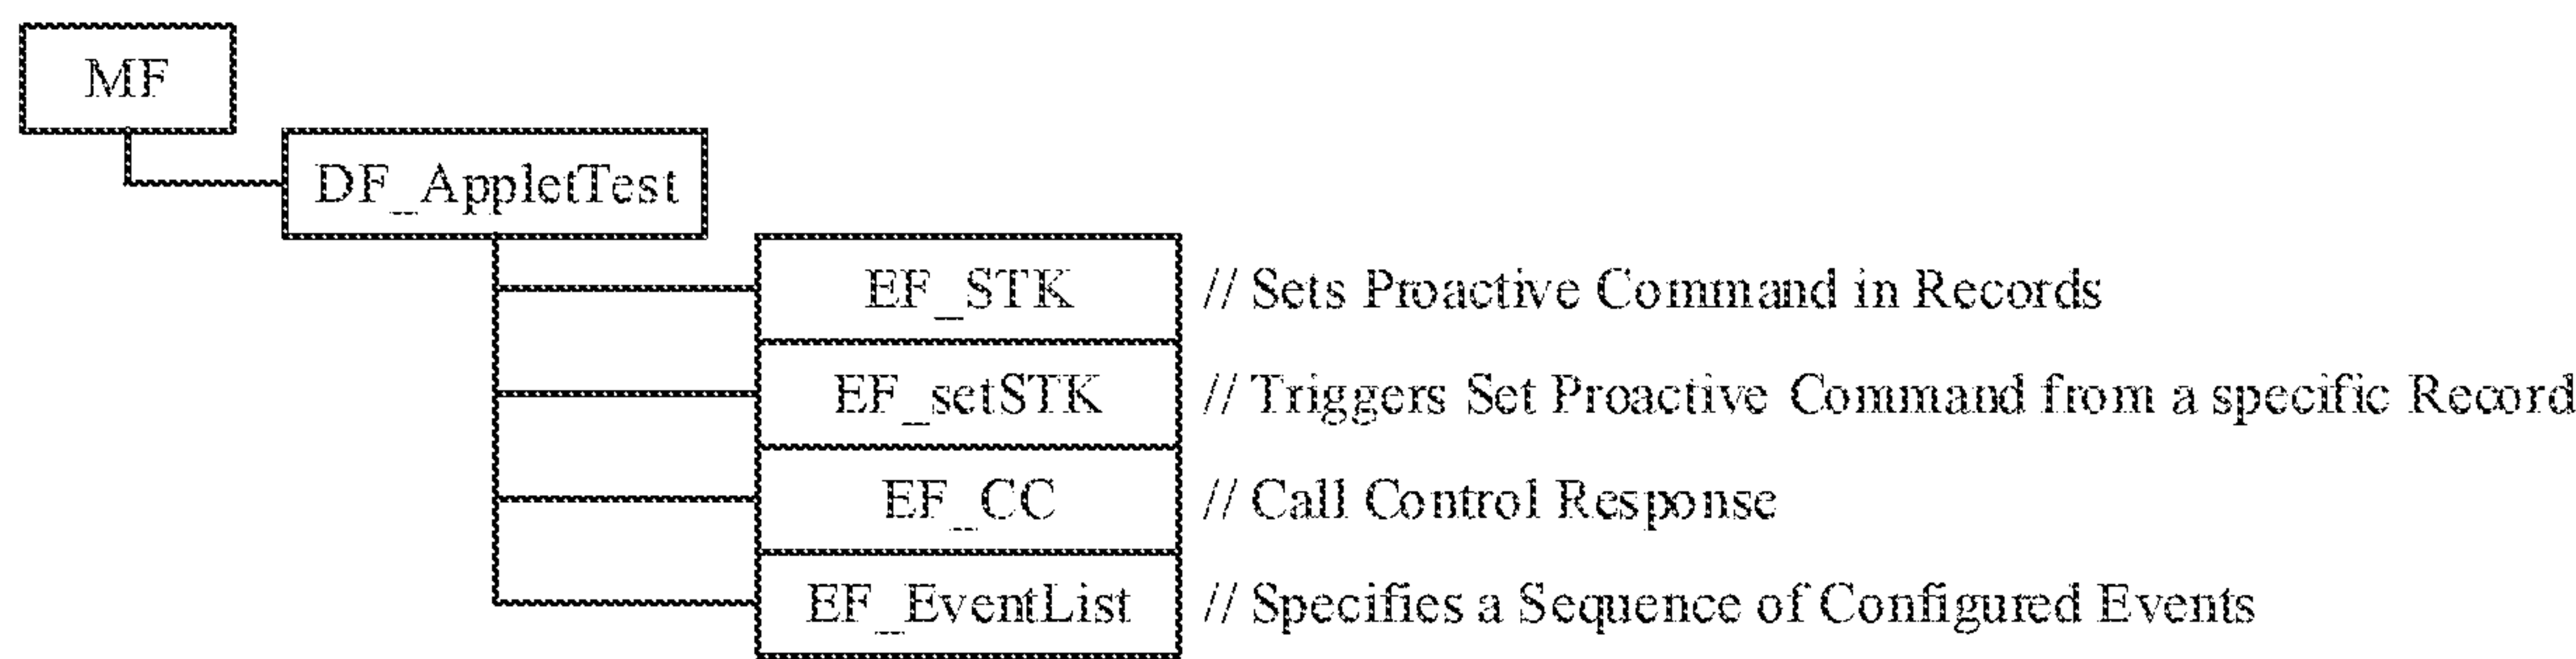 MF
DF_AppletTest
EF_STK // Sets Proactive Command in Records
EF_setSTK // Triggers Set Proactive Command from a specific Record
EF_CC // Call Control Response
EF_EventList // Specifies a Sequence of Configured Events